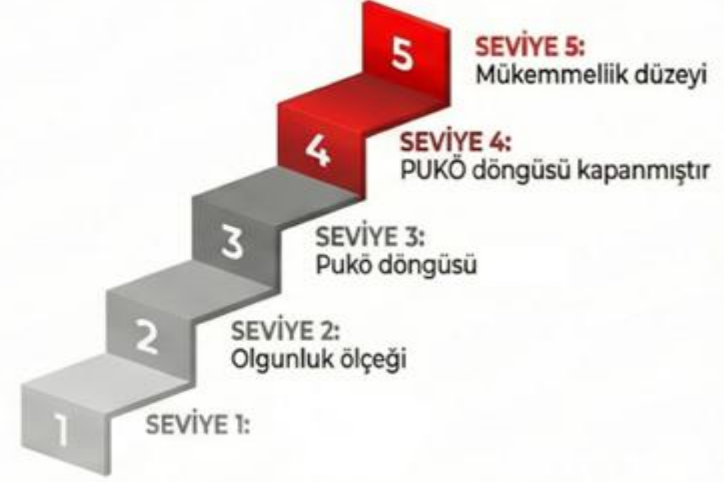 5
SEVİYE 5:
Mükemmellik düzeyi
4
SEVİYE 4:
PUKÖ döngüsü kapanmıştır
3
SEVİYE 3:
Pukö döngüsü
2
SEVİYE 2:
Olgunluk ölçeği
1
SEVİYE 1: